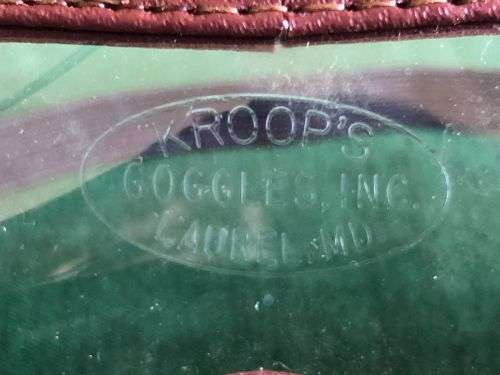 KROOP'S
GOGGLES, INC.
LAUREL, MD